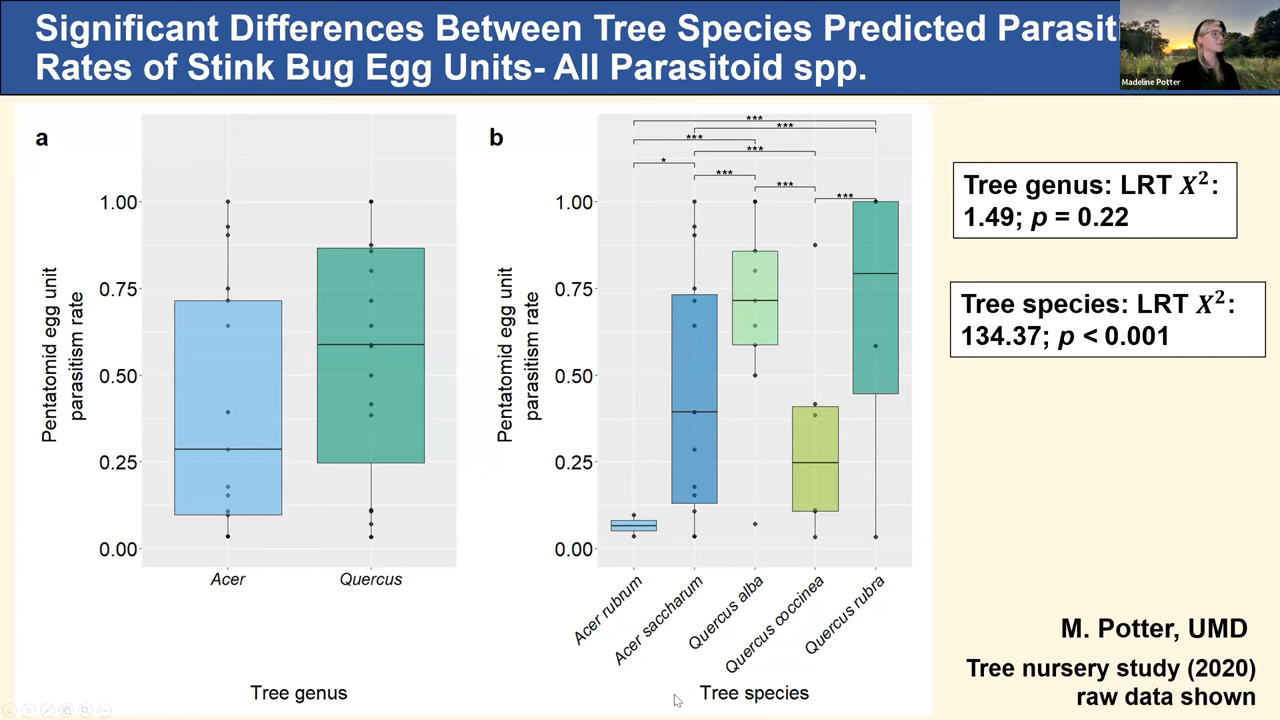 Significant Differences Between Tree Species Predicted Parasit
Rates of Stink Bug Egg Units- All Parasitoid spp.
Madeline Potter
a
Pentatomid egg unit
parasitism rate
1.00
0.75
0.50
0.25
0.00
Acer
Quercus
Tree genus
b
Pentatomid egg unit
parasitism rate
1.00
0.75
0.50
0.25
0.00
***
***
***
***
*
***
***
***
Acer rubrum
Acer saccharum
Quercus alba
Quercus coccinea
Quercus rubra
Tree species
Tree genus: LRT X²:
1.49; p = 0.22
Tree species: LRT X²:
134.37; p < 0.001
M. Potter, UMD
Tree nursery study (2020)
raw data shown